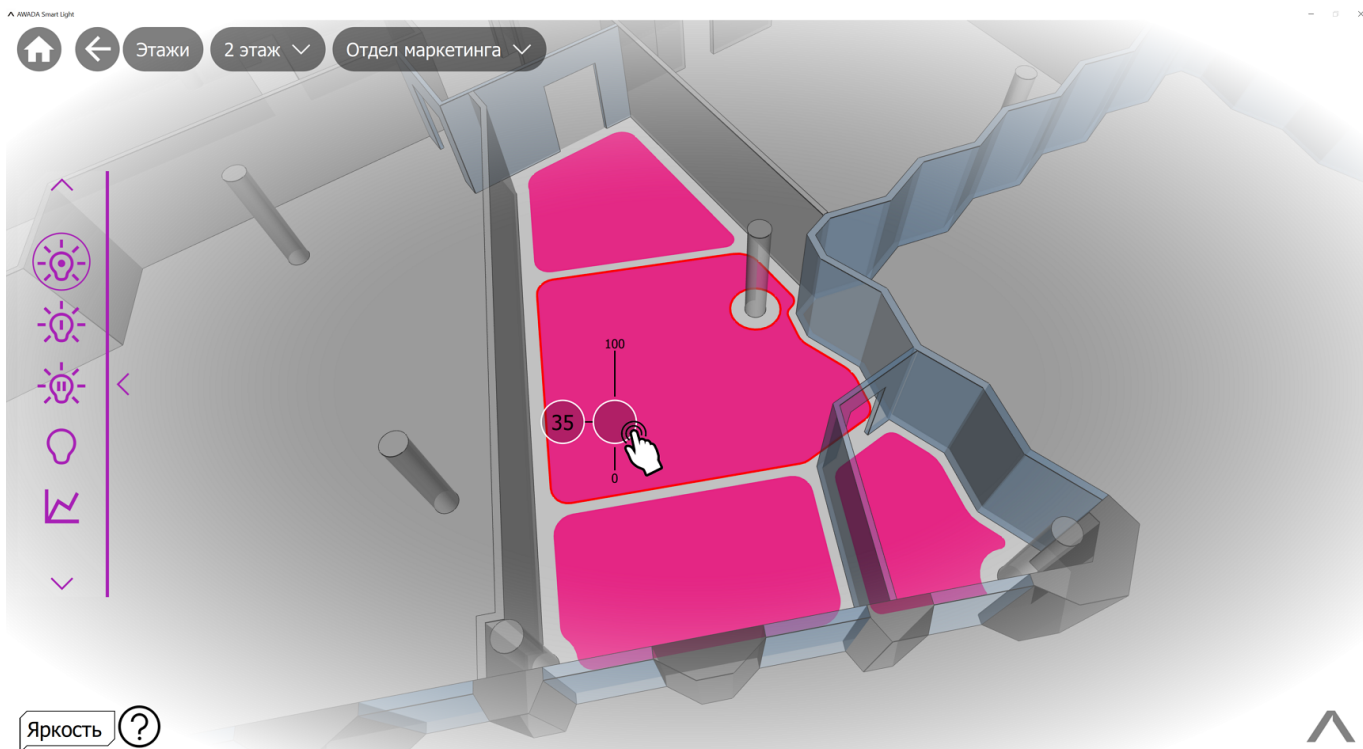 AWADA Smart Light
Этажи
2 этаж
Отдел маркетинга
100
35
0
Яркость
?